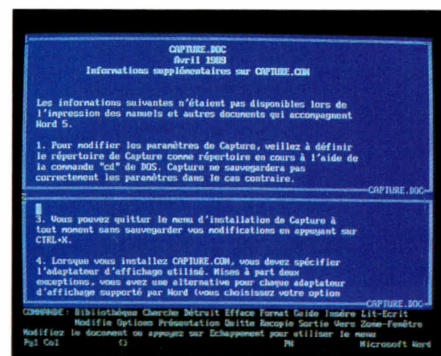 CAPTURE.DOC
Avril 1989
Informations supplémentaires sur CAPTURE.COM
Les informations suivantes n'étaient pas disponibles lors de
l'impression des manuels et autres documents qui accompagnent
Word 5.
1. Pour modifier les paramètres de Capture, veillez à définir
le répertoire de Capture comme répertoire en cours à l'aide de
la commande "cd" de DOS. Capture ne sauvegardera pas
correctement les paramètres dans le cas contraire.
CAPTURE.DOC
2
3. Vous pouvez quitter le menu d'installation de Capture à
tout moment sans sauvegarder vos modifications en appuyant sur
CTRL+X.
4. Lorsque vous installez CAPTURE.COM, vous devez spécifier
l'adaptateur d'affichage utilisé. Mises à part deux
exceptions, vous avez une alternative pour chaque adaptateur
d'affichage supporté par Word (vous choisissez votre option
CAPTURE.DOC
COMMANDE: Bibliothèque Cherche Détruit Efface Format Guide Insère Lit-Ecrit
Modifie Options Présentation Quitte Recopie Sortie Vers Zone-Fenêtre
Modifiez le document ou appuyez sur Echappement pour utiliser le menu
Pg1 Co1 {} PN Microsoft Word